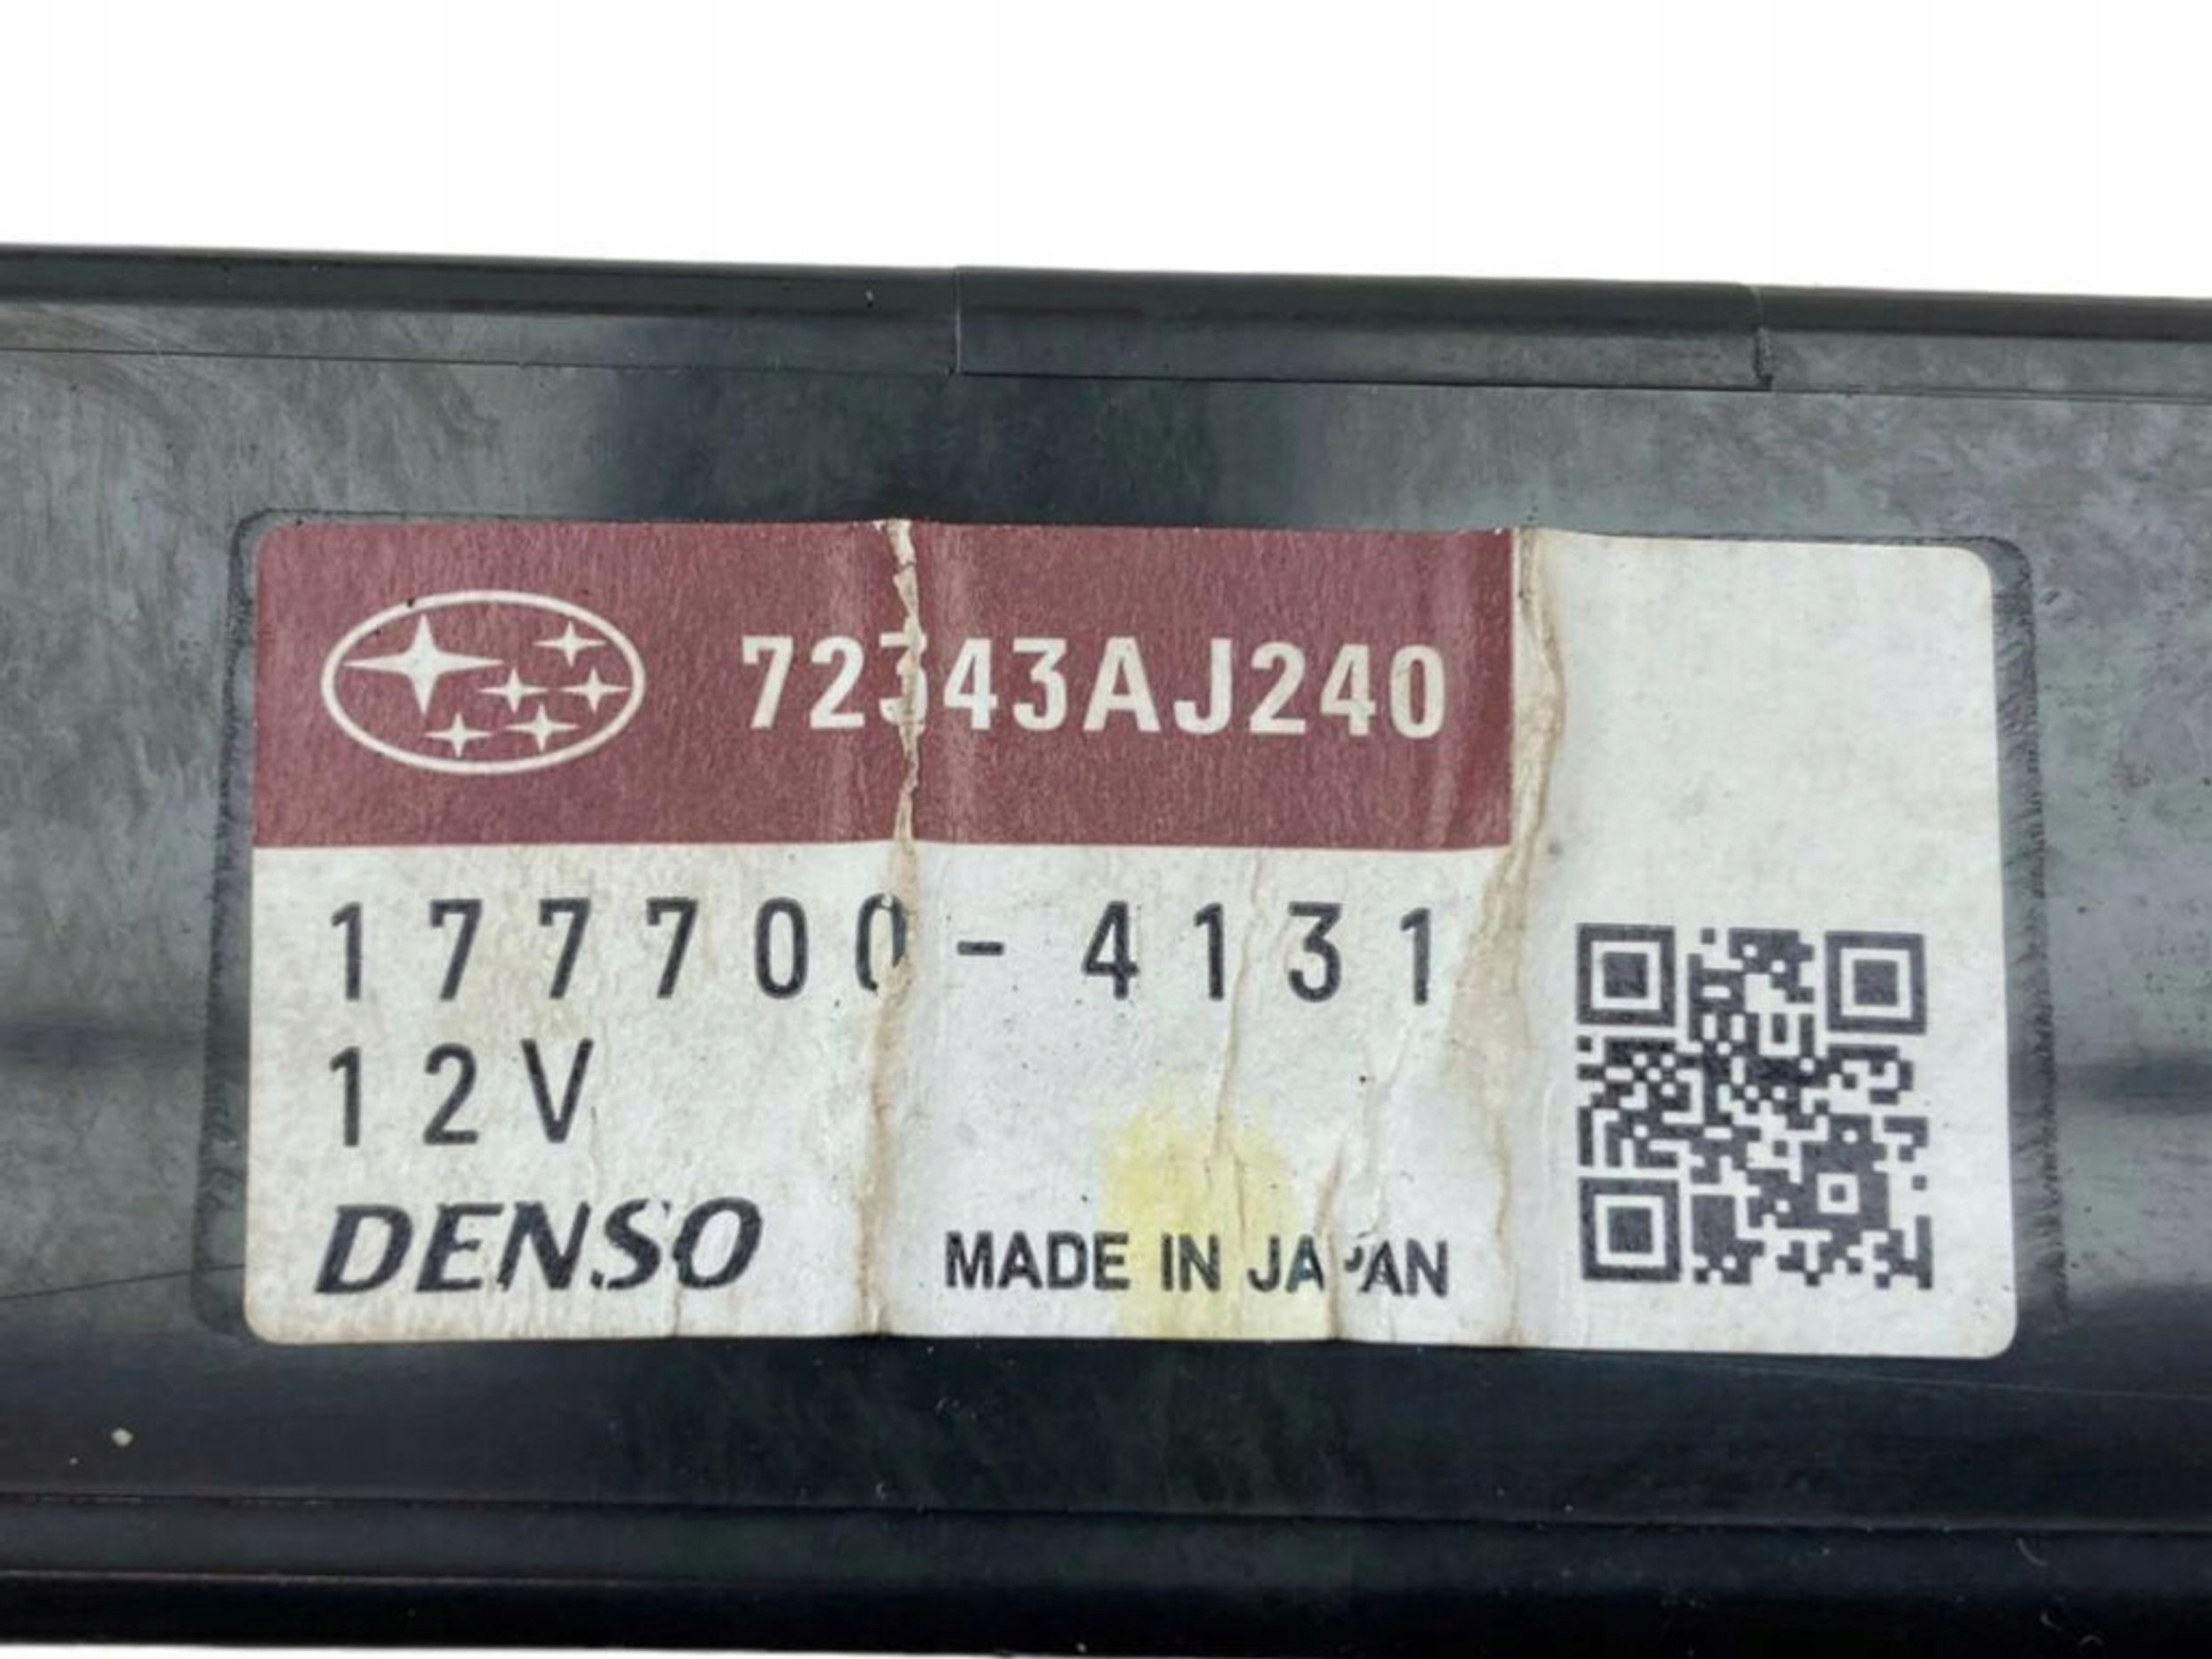 72343AJ240
177700-4131
12V
DENSO
MADE IN JAPAN